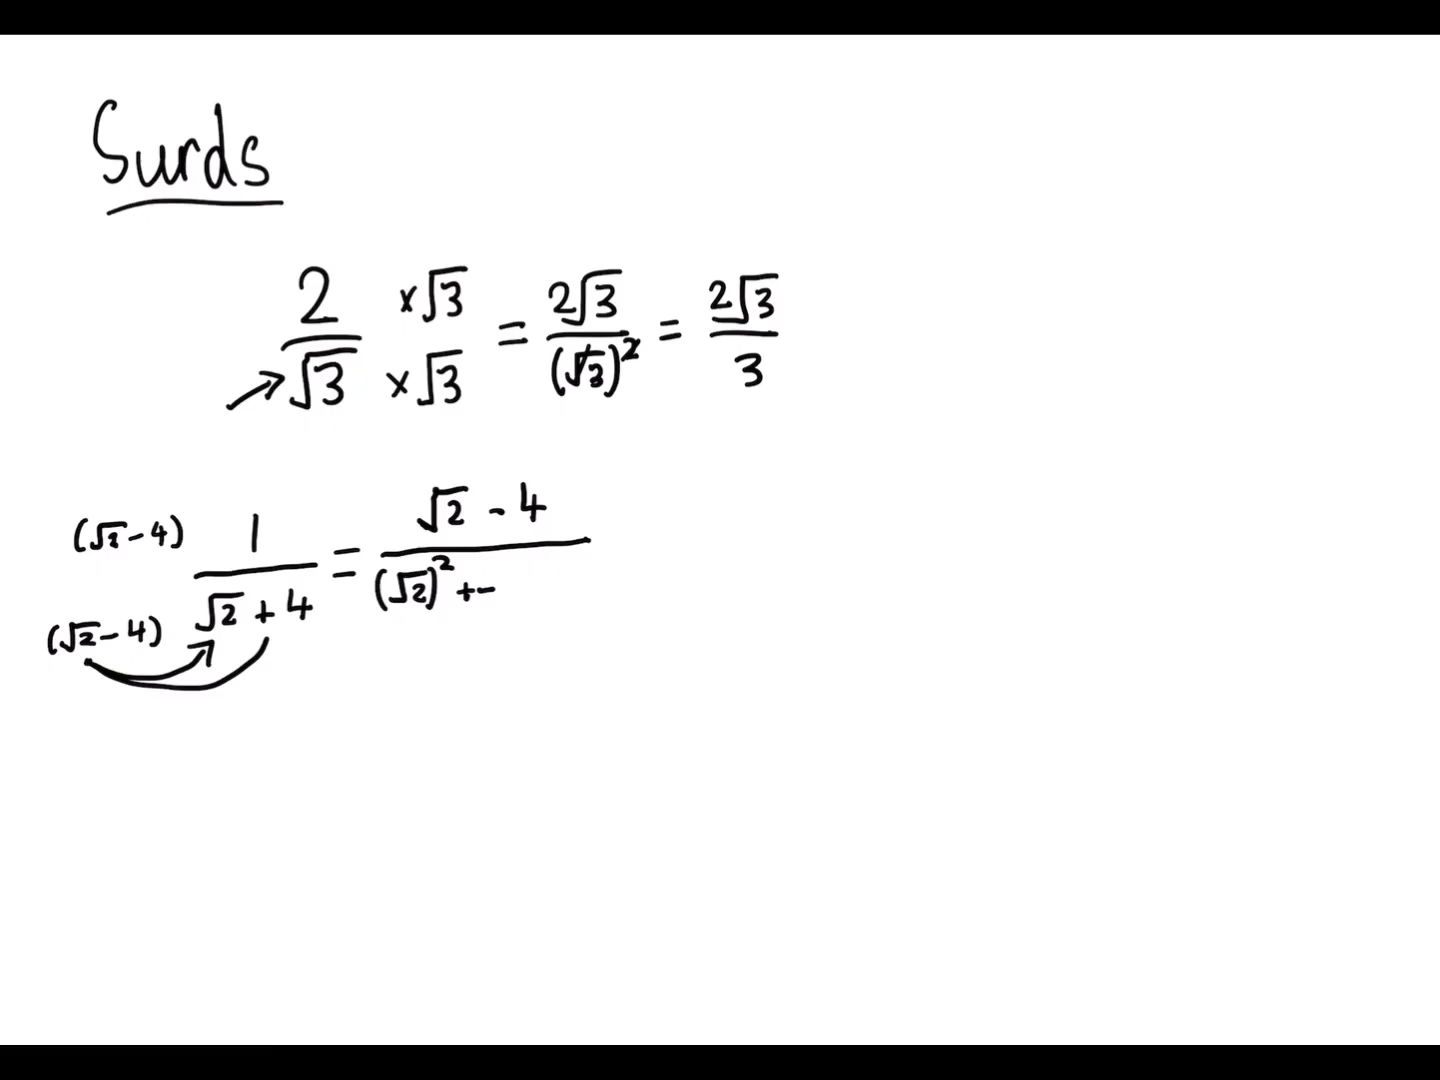 Surds
2/√3 ×√3/×√3 = 2√3/(√3)² = 2√3/3
(√2-4)/(√2-4) 1/(√2+4) = (√2-4)/((√2)²+-